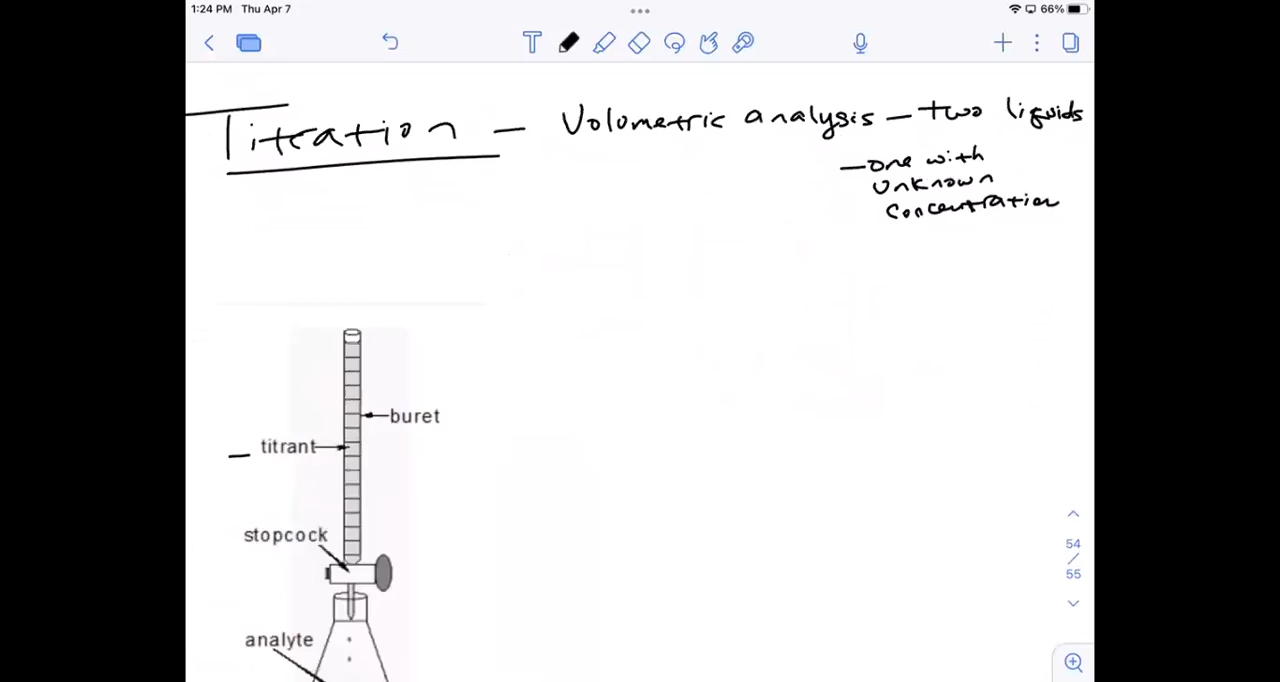 1:24 PM Thu Apr 7
66%
Titration — Volometric analysis — two liquids
— one with
unknown
concentration
buret
— titrant
stopcock
analyte
54
55